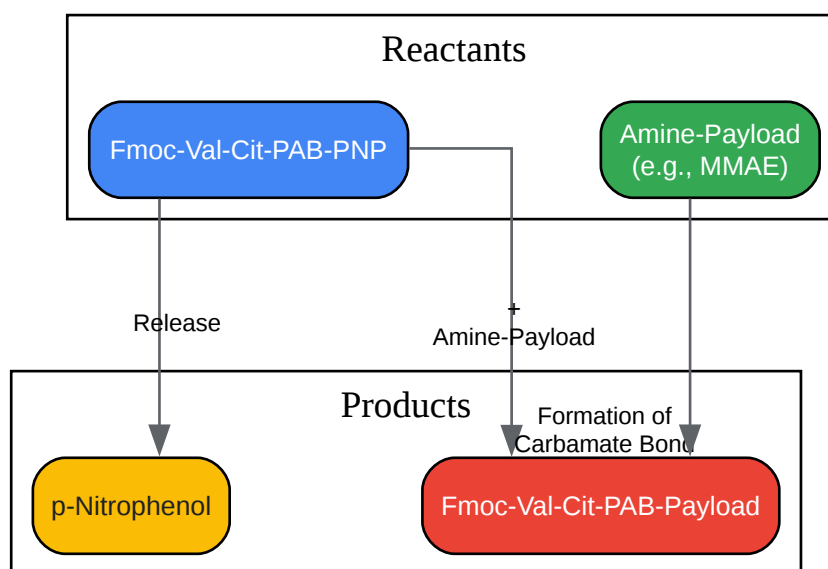 Reactants
Fmoc-Val-Cit-PAB-PNP
Amine-Payload
(e.g., MMAE)
Release
+
Amine-Payload
Products
Formation of
Carbamate Bond
p-Nitrophenol
Fmoc-Val-Cit-PAB-Payload